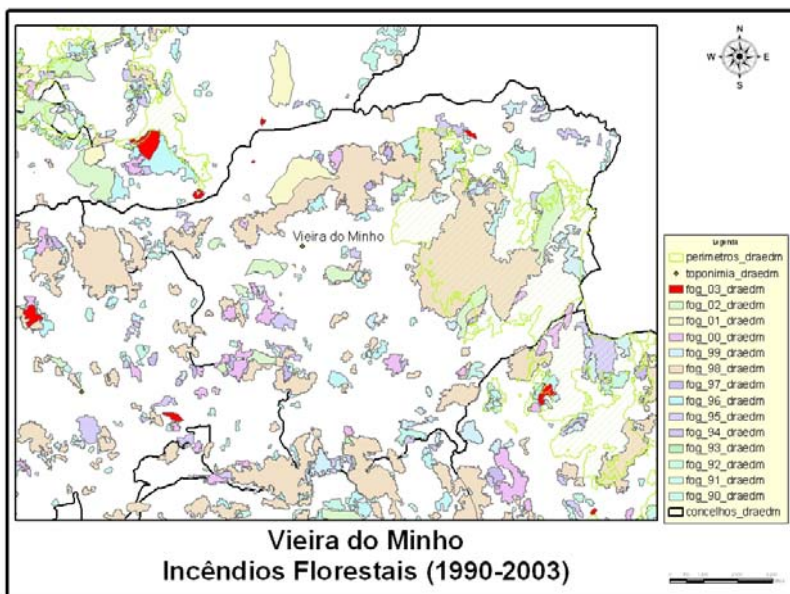 N
W E
S
Vieira do Minho
Legenda
perimetros_draedm
toponimia_draedm
fog_03_draedm
fog_02_draedm
fog_01_draedm
fog_00_draedm
fog_99_draedm
fog_98_draedm
fog_97_draedm
fog_96_draedm
fog_95_draedm
fog_94_draedm
fog_93_draedm
fog_92_draedm
fog_91_draedm
fog_90_draedm
concelhos_draedm
Vieira do Minho
Incêndios Florestais (1990-2003)